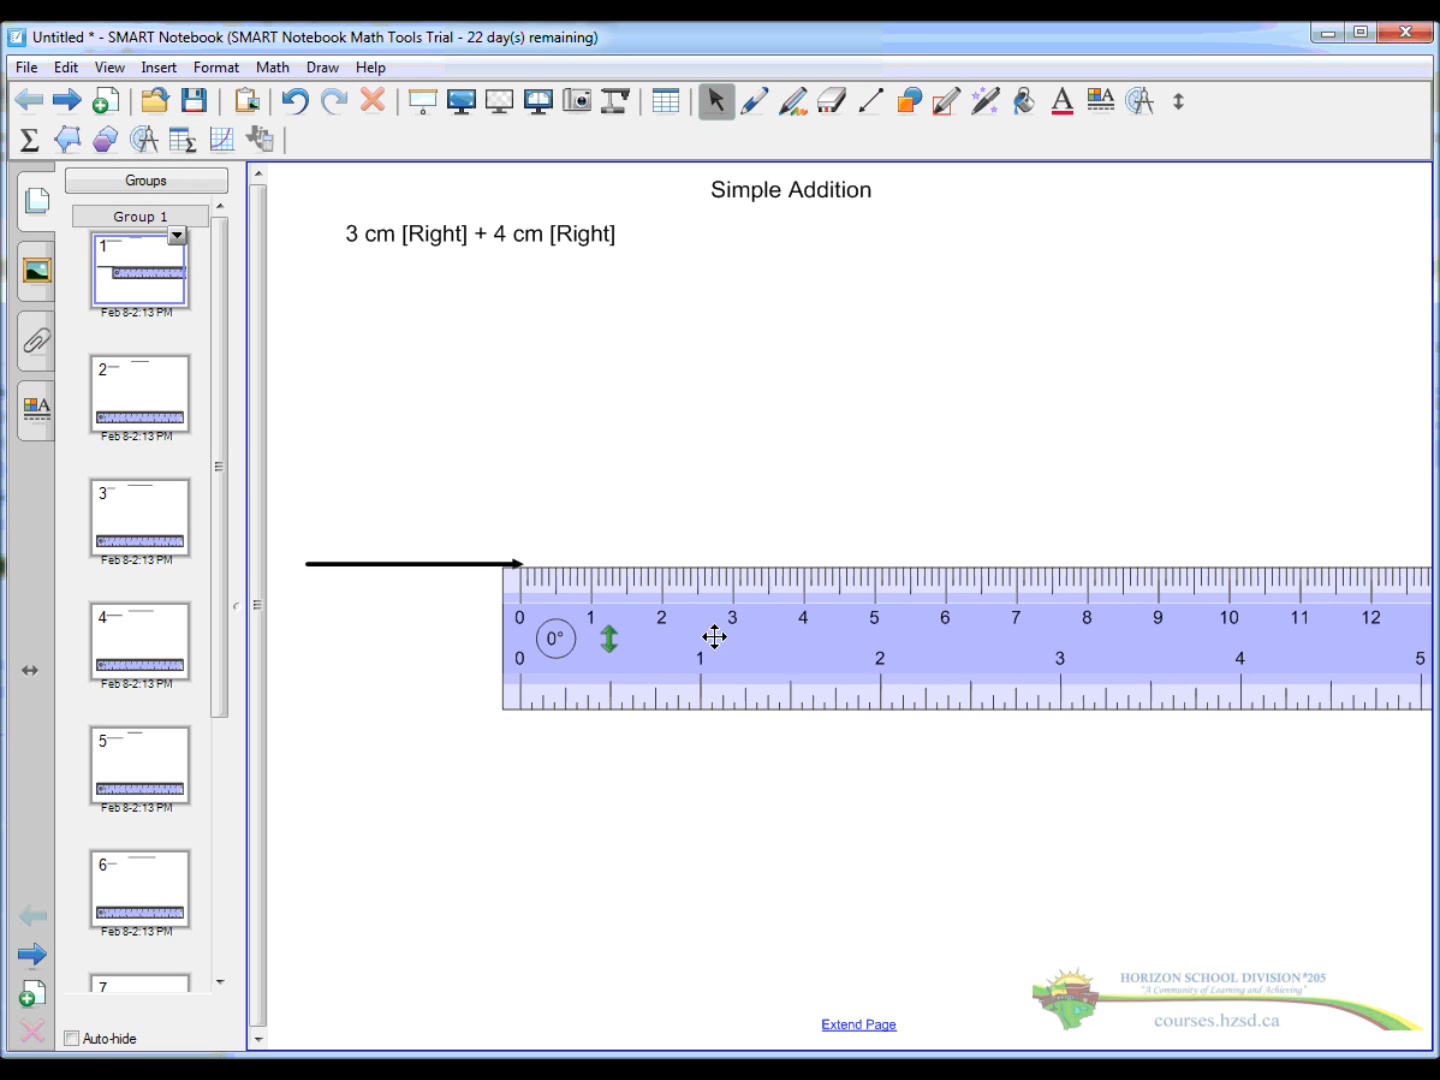 Untitled * - SMART Notebook (SMART Notebook Math Tools Trial - 22 day(s) remaining)
File Edit View Insert Format Math Draw Help
Groups
Group 1
1
Feb 8-2:13 PM
2
Feb 8-2:13 PM
3
Feb 8-2:13 PM
4
Feb 8-2:13 PM
5
Feb 8-2:13 PM
6
Feb 8-2:13 PM
7
Auto-hide
Simple Addition
3 cm [Right] + 4 cm [Right]
0 1 2 3 4 5 6 7 8 9 10 11 12
0°
0 1 2 3 4 5
HORIZON SCHOOL DIVISION #205
"A Community of Learning and Achieving"
courses.hzsd.ca
Extend Page